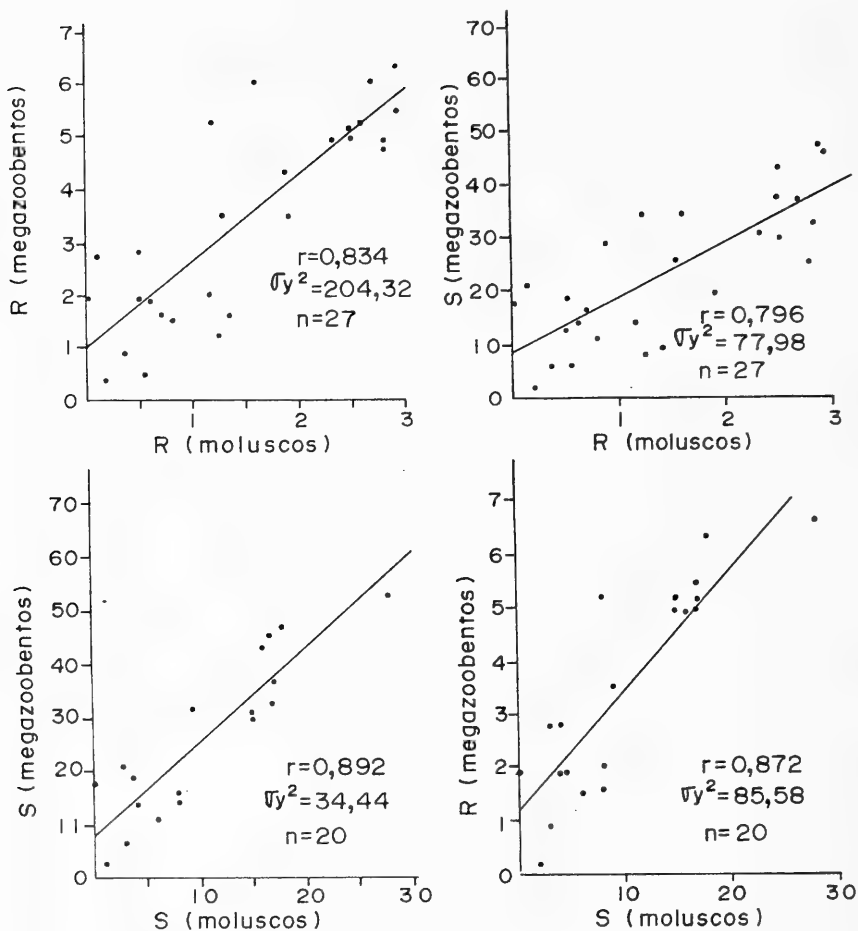 7
6
5
4
3
2
1
0
R (megazoobentos)
r=0,834
σy²=204,32
n=27
1
2
3
R (moluscos)
70
60
50
40
30
20
10
0
S (megazoobentos)
r=0,796
σy²=77,98
n=27
1
2
3
R (moluscos)
70
60
50
40
30
20
11
0
S (megazoobentos)
r=0,892
σy²=34,44
n=20
10
20
30
S (moluscos)
7
6
5
4
3
2
1
0
R (megazoobentos)
r=0,872
σy²=85,58
n=20
10
20
30
S (moluscos)